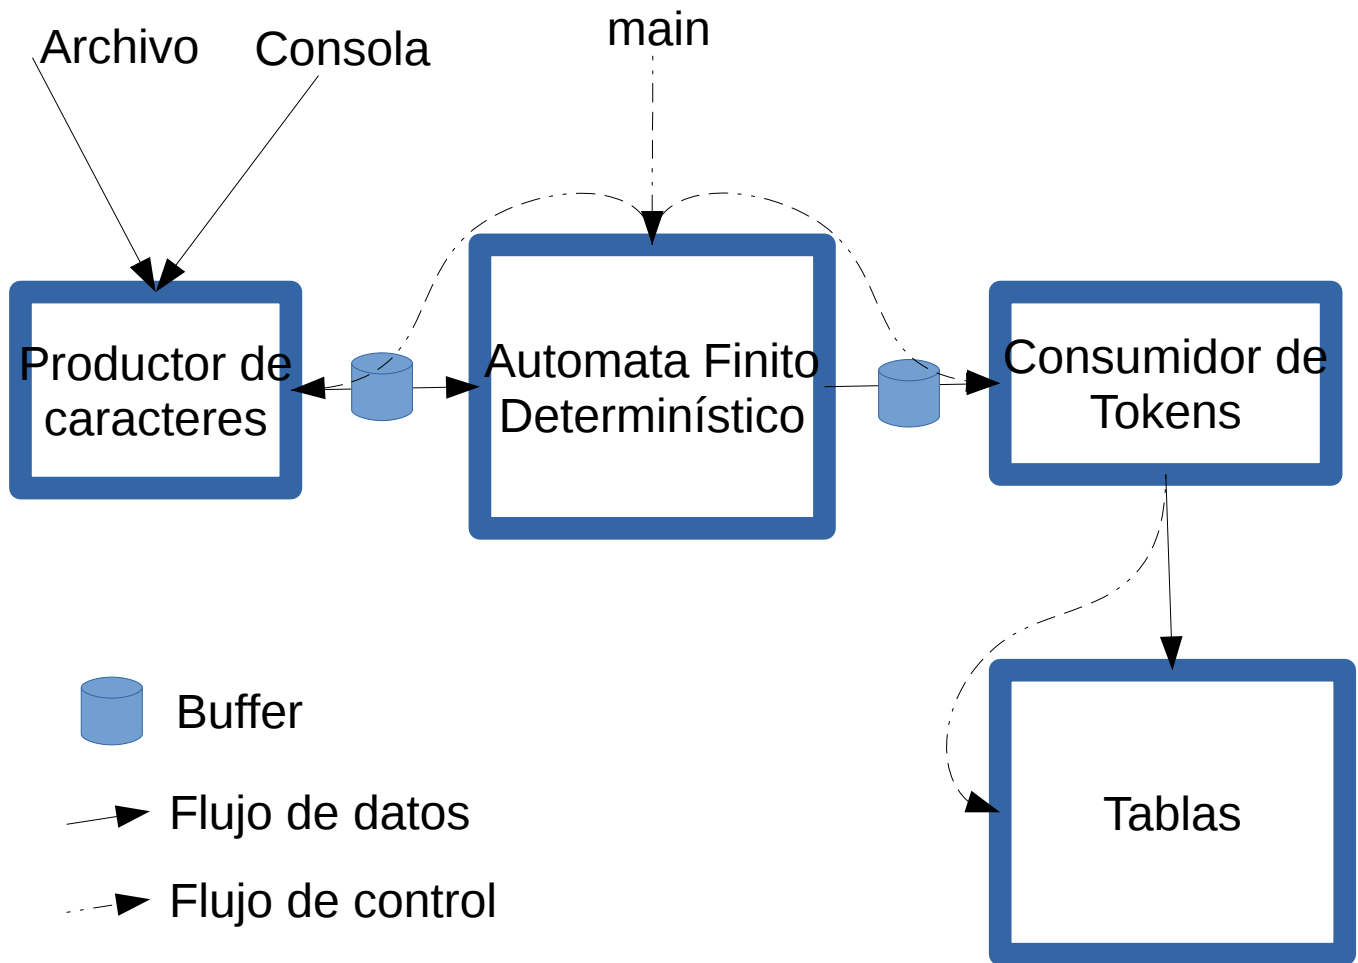 Archivo
Consola
main
Productor de
caracteres
Automata Finito
Determinístico
Consumidor de
Tokens
Buffer
Flujo de datos
Flujo de control
Tablas